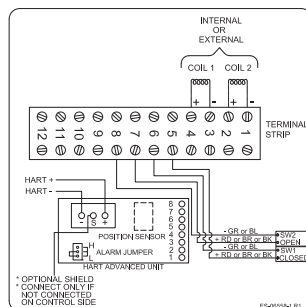 INTERNAL
OR
EXTERNAL
COIL 1 COIL 2
+ - + -
12 11 10 9 8 7 6 5 4 3 2 1
TERMINAL
STRIP
HART +
HART -
- S +
POSITION SENSOR
8
7
6
5
4
3
2
1
H
L
ALARM JUMPER
HART ADVANCED UNIT
- GR or BL
+ RD or BR or BK
- GR or BL
+ RD or BR or BK
SW2
OPEN
SW1
CLOSED
* OPTIONAL SHIELD
* CONNECT ONLY IF
NOT CONNECTED
ON CONTROL SIDE